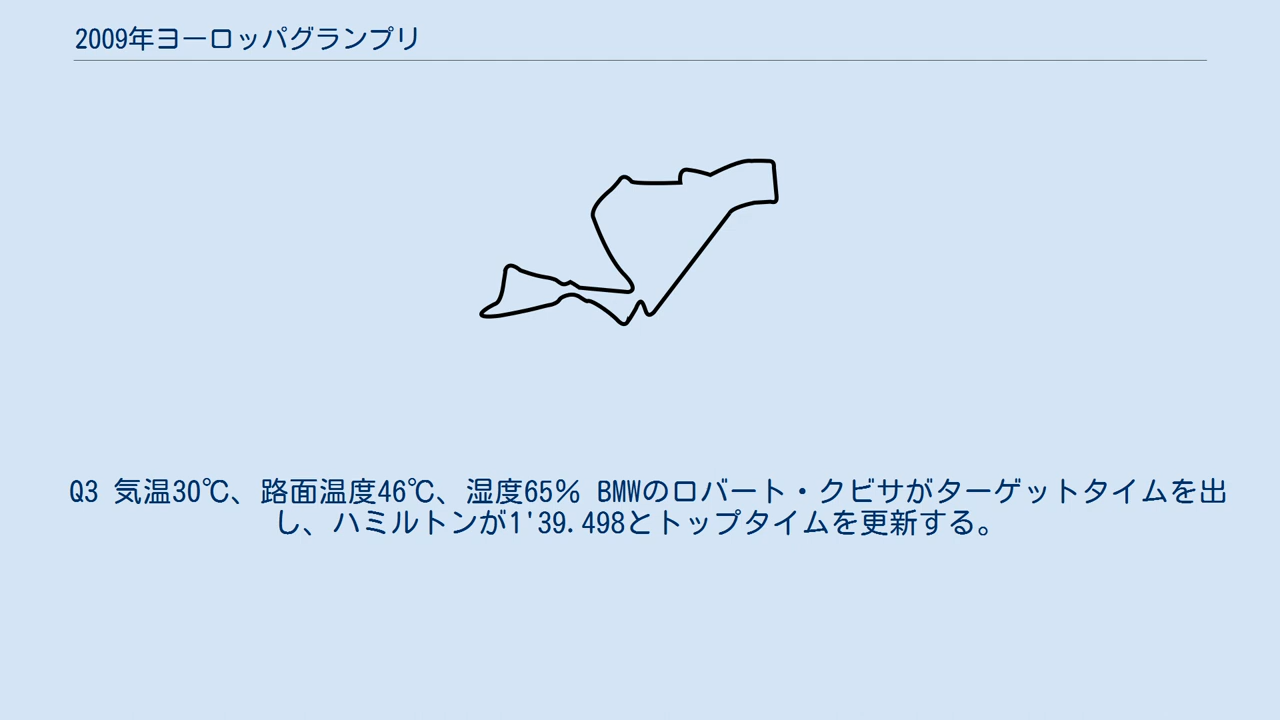 2009年ヨーロッパグランプリ
Q3 気温30℃、路面温度46℃、湿度65% BMWのロバート・クビサがターゲットタイムを出
し、ハミルトンが1'39.498とトップタイムを更新する。